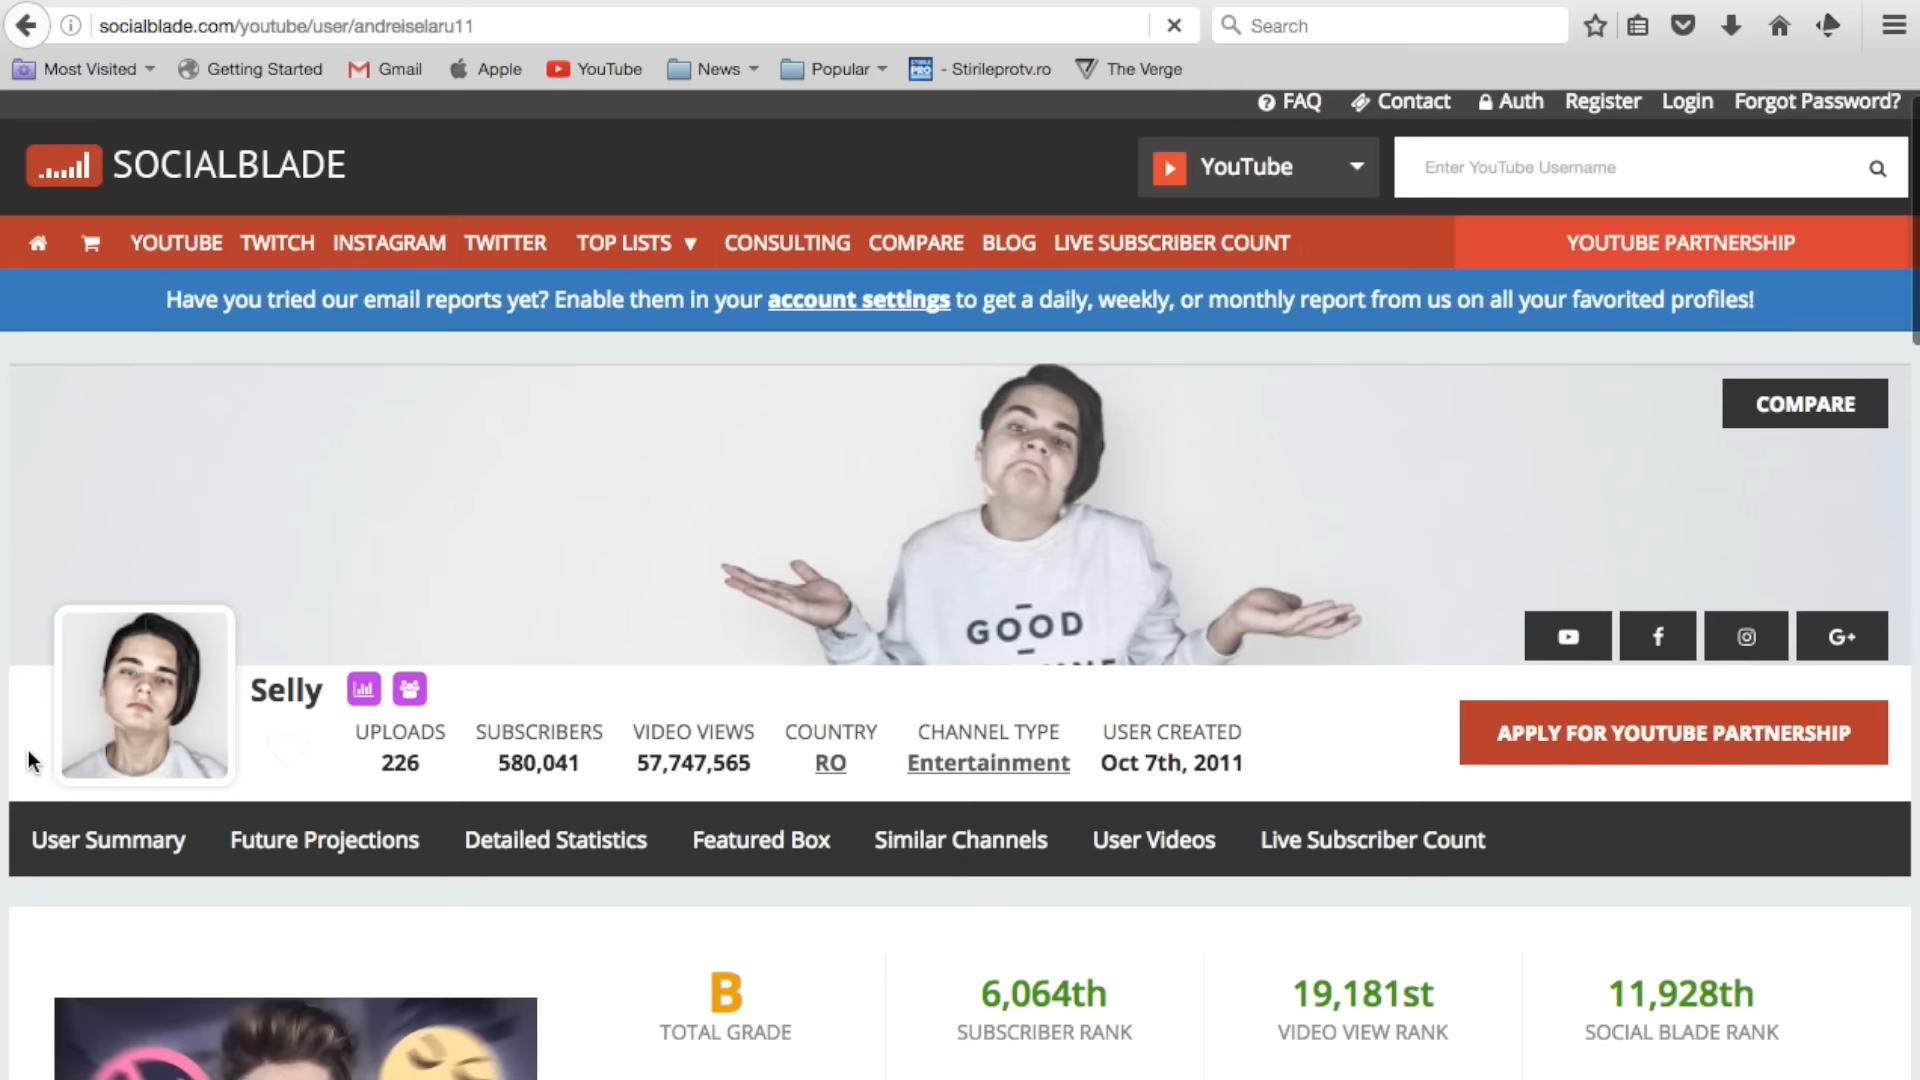 socialblade.com/youtube/user/andreiselaru11
Search
Most Visited
Getting Started
Gmail
Apple
YouTube
News
Popular
- Stirileprotv.ro
The Verge
FAQ
Contact
Auth
Register
Login
Forgot Password?
SOCIALBLADE
YouTube
Enter YouTube Username
YOUTUBE
TWITCH
INSTAGRAM
TWITTER
TOP LISTS ▼
CONSULTING
COMPARE
BLOG
LIVE SUBSCRIBER COUNT
YOUTUBE PARTNERSHIP
Have you tried our email reports yet? Enable them in your account settings to get a daily, weekly, or monthly report from us on all your favorited profiles!
COMPARE
GOOD
Selly
UPLOADS
226
SUBSCRIBERS
580,041
VIDEO VIEWS
57,747,565
COUNTRY
RO
CHANNEL TYPE
Entertainment
USER CREATED
Oct 7th, 2011
APPLY FOR YOUTUBE PARTNERSHIP
User Summary
Future Projections
Detailed Statistics
Featured Box
Similar Channels
User Videos
Live Subscriber Count
B
TOTAL GRADE
6,064th
SUBSCRIBER RANK
19,181st
VIDEO VIEW RANK
11,928th
SOCIAL BLADE RANK